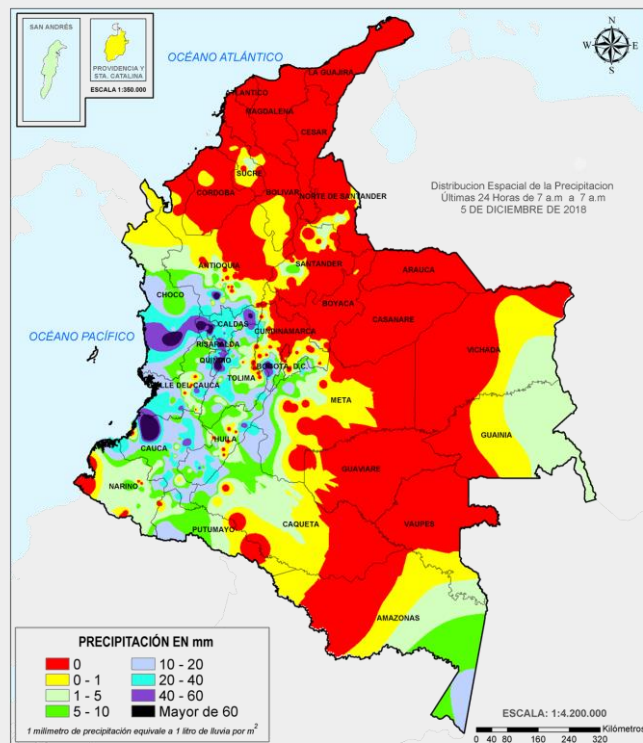 SAN ANDRÉS
PROVIDENCIA Y
STA. CATALINA
ESCALA 1:350.000
OCÉANO ATLÁNTICO
N
W
E
S
LA GUAJIRA
ATLANTICO
MAGDALENA
CESAR
SUCRE
CORDOBA
BOLIVAR
NORTE DE SANTANDER
Distribucion Espacial de la Precipitacion
Últimas 24 Horas de 7 a.m a 7 a.m
5 DE DICIEMBRE DE 2018
ANTIOQUIA
SANTANDER
ARAUCA
CHOCO
BOYACA
CASANARE
OCÉANO PACÍFICO
CALDAS
CUNDINAMARCA
RISARALDA
VICHADA
QUINDIO
BOGOTA D.C.
TOLIMA
VALLE DEL CAUCA
META
GUAINIA
HUILA
CAUCA
GUAVIARE
NARIÑO
PUTUMAYO
CAQUETA
VAUPES
AMAZONAS
PRECIPITACIÓN EN mm
0
10 - 20
0 - 1
20 - 40
1 - 5
40 - 60
5 - 10
Mayor de 60
1 milimetro de precipitación equivale a 1 litro de lluvia por m²
ESCALA: 1:4.200.000
Kilómetros
0 40 80 160 240 320